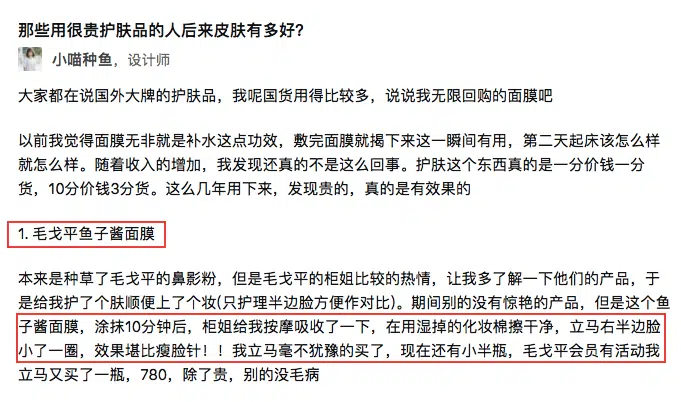 那些用很贵护肤品的人后来皮肤有多好?
小喵种鱼，设计师
大家都在说国外大牌的护肤品，我呢国货用得比较多，说说我无限回购的面膜吧
以前我觉得面膜无非就是补水这点功效，敷完面膜就揭下来这一瞬间有用，第二天起床该怎么样
就怎么样。随着收入的增加，我发现还真的不是这么回事。护肤这个东西真的是一分价钱一分
货，10分价钱3分货。这么几年用下来，发现贵的，真的是有效果的
1. 毛戈平鱼子酱面膜
本来是种草了毛戈平的鼻影粉，但是毛戈平的柜姐比较的热情，让我多了解一下他们的产品，于
是给我护了个肤顺便上了个妆(只护理半边脸方便作对比)。期间别的没有惊艳的产品，但是这个鱼
子酱面膜，涂抹10分钟后，柜姐给我按摩吸收了一下，在用湿掉的化妆棉擦干净，立马右半边脸
小了一圈，效果堪比瘦脸针！！我立马毫不犹豫的买了，现在还有小半瓶，毛戈平会员有活动我
立马又买了一瓶，780，除了贵，别的没毛病